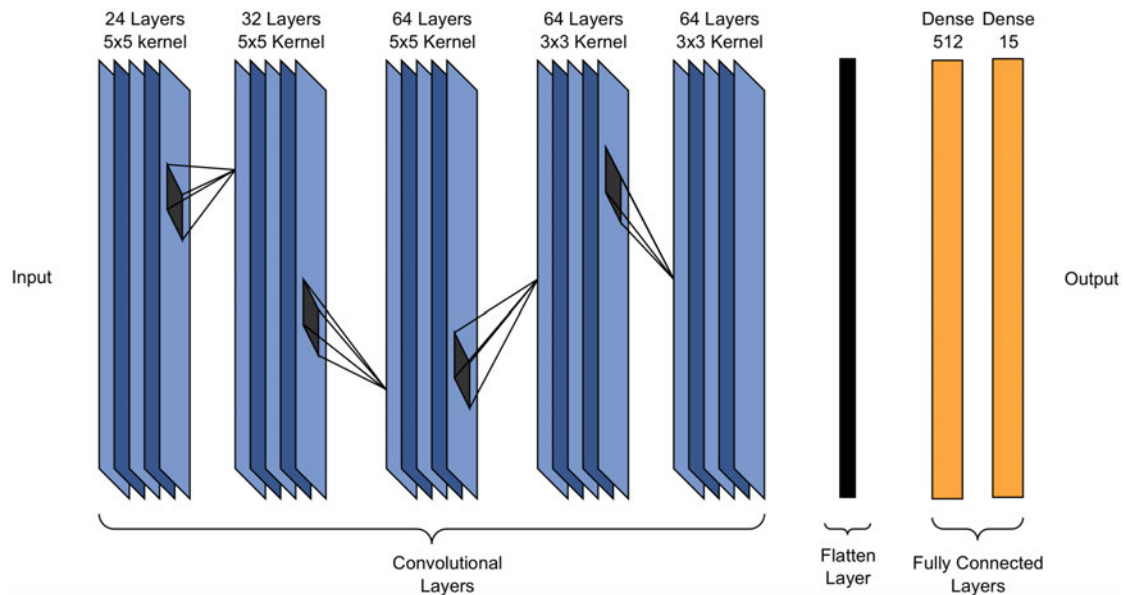 24 Layers
5x5 kernel
32 Layers
5x5 Kernel
64 Layers
5x5 Kernel
64 Layers
3x3 Kernel
64 Layers
3x3 Kernel
Dense
512
Dense
15
Input
Output
Convolutional
Layers
Flatten
Layer
Fully Connected
Layers